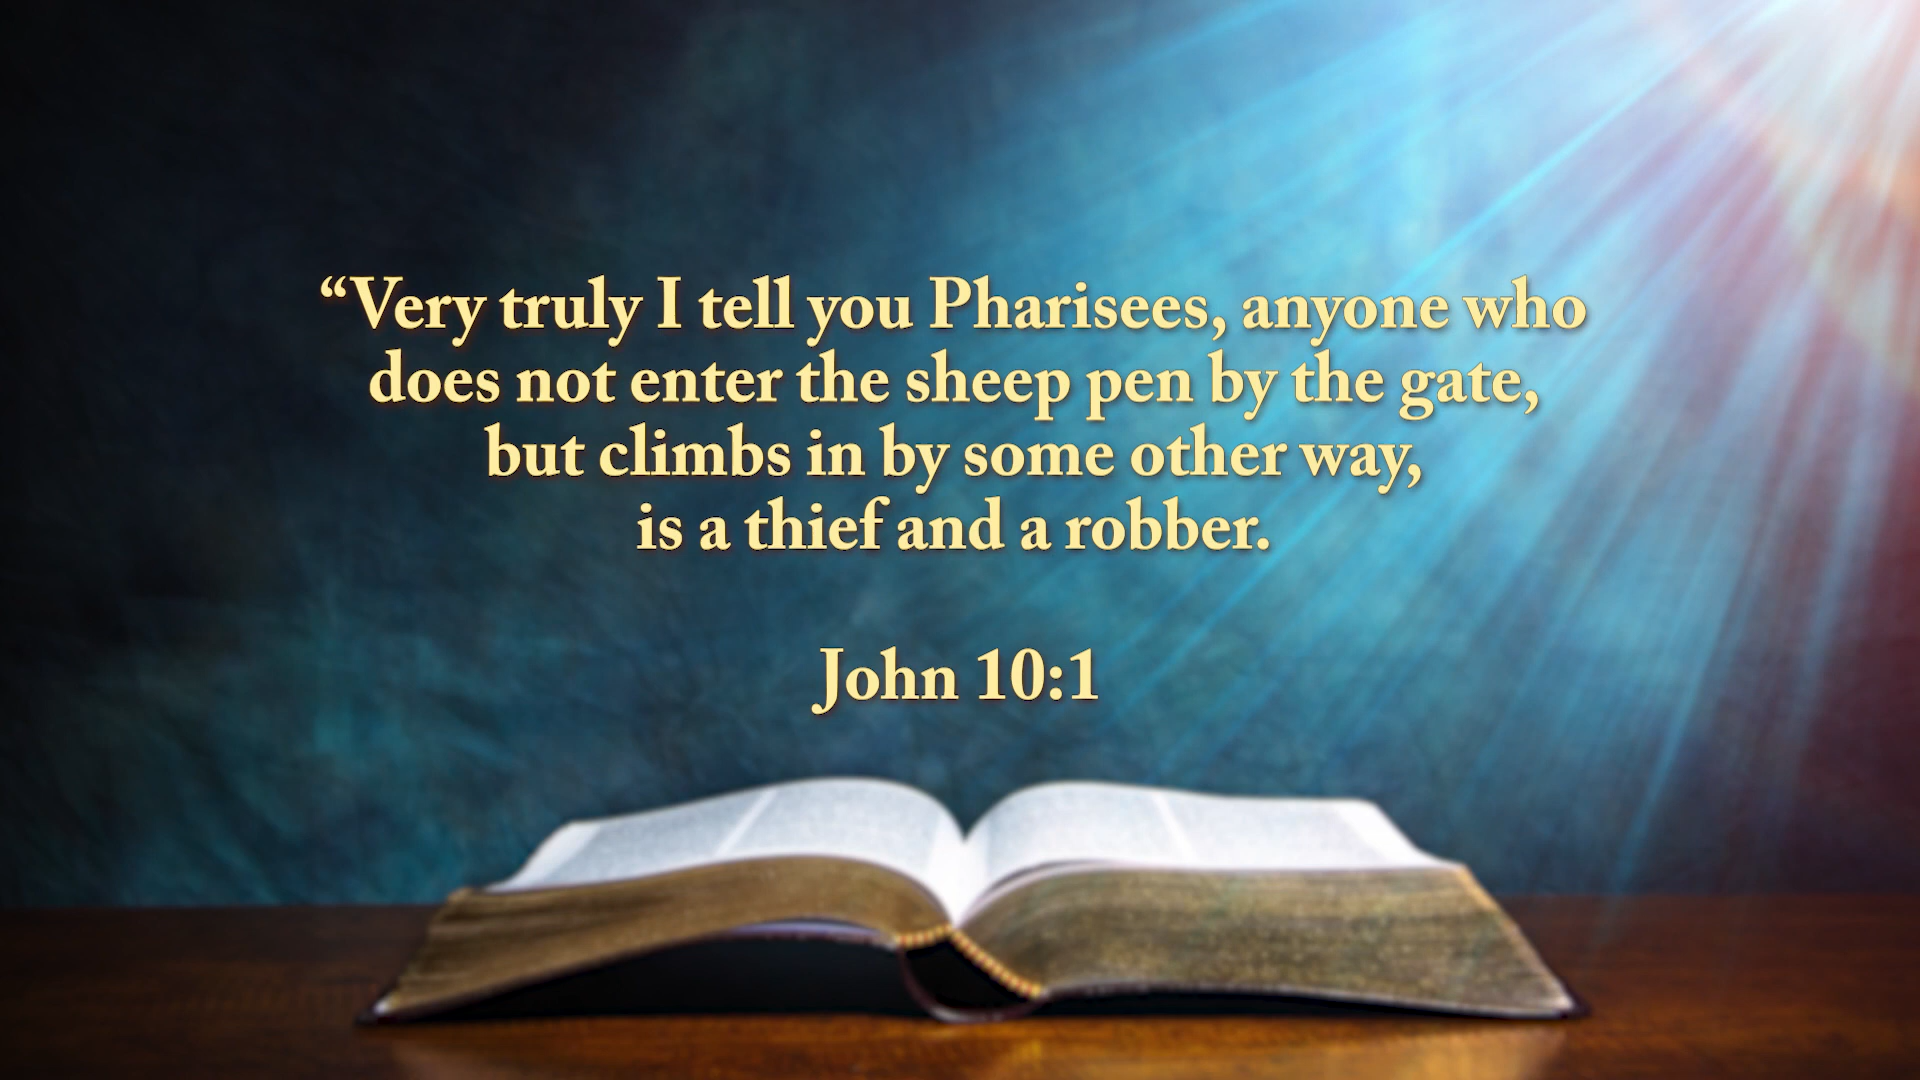 “Very truly I tell you Pharisees, anyone who
does not enter the sheep pen by the gate,
but climbs in by some other way,
is a thief and a robber.
John 10:1